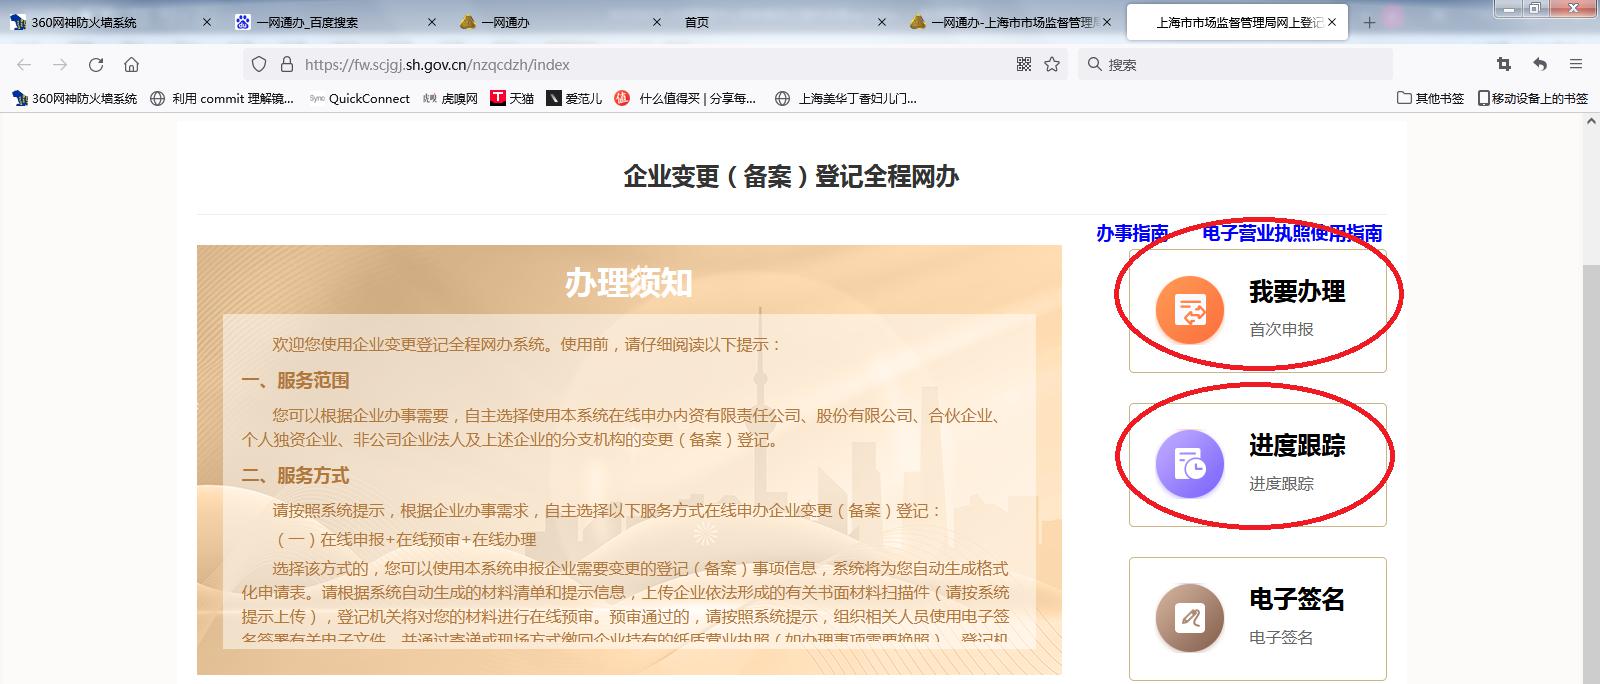 360网神防火墙系统
一网通办_百度搜索
一网通办
首页
一网通办-上海市市场监督管理局
上海市市场监督管理局网上登记
https://fw.scjgj.sh.gov.cn/nzqcdzh/index
搜索
360网神防火墙系统
利用 commit 理解镜...
Sync QuickConnect
虎嗅 虎嗅网
T 天猫
爱范儿
值 什么值得买 | 分享每...
上海美华丁香妇儿门...
其他书签
移动设备上的书签
企业变更（备案）登记全程网办
办事指南 电子营业执照使用指南
办理须知
欢迎您使用企业变更登记全程网办系统。使用前，请仔细阅读以下提示：
一、服务范围
您可以根据企业办事需要，自主选择使用本系统在线申办内资有限责任公司、股份有限公司、合伙企业、
个人独资企业、非公司企业法人及上述企业的分支机构的变更（备案）登记。
二、服务方式
请按照系统提示，根据企业办事需求，自主选择以下服务方式在线申办企业变更（备案）登记：
（一）在线申报+在线预审+在线办理
选择该方式的，您可以使用本系统申报企业需要变更的登记（备案）事项信息，系统将为您自动生成格式
化申请表。请根据系统自动生成的材料清单和提示信息，上传企业依法形成的有关书面材料扫描件（请按系统
提示上传），登记机关将对您的材料进行在线预审。预审通过的，请按照系统提示，组织相关人员使用电子签
名签署有关电子文件，并通过寄递或现场方式缴回企业持有的纸质营业执照（如办理事项需要换照），登记机
我要办理
首次申报
进度跟踪
进度跟踪
电子签名
电子签名